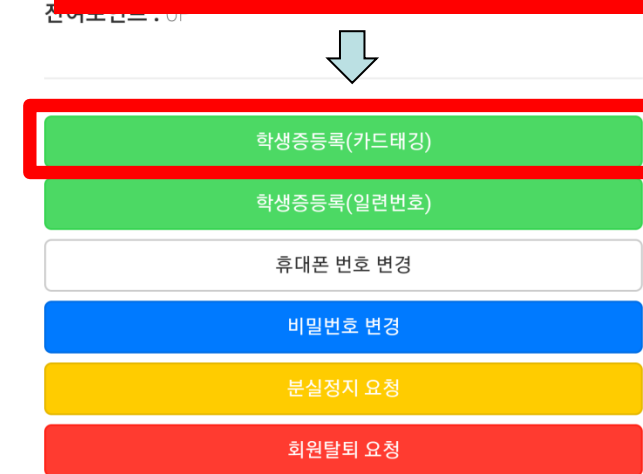 학생증등록(카드태깅)
학생증등록(일련번호)
휴대폰 번호 변경
비밀번호 변경
분실정지 요청
회원탈퇴 요청